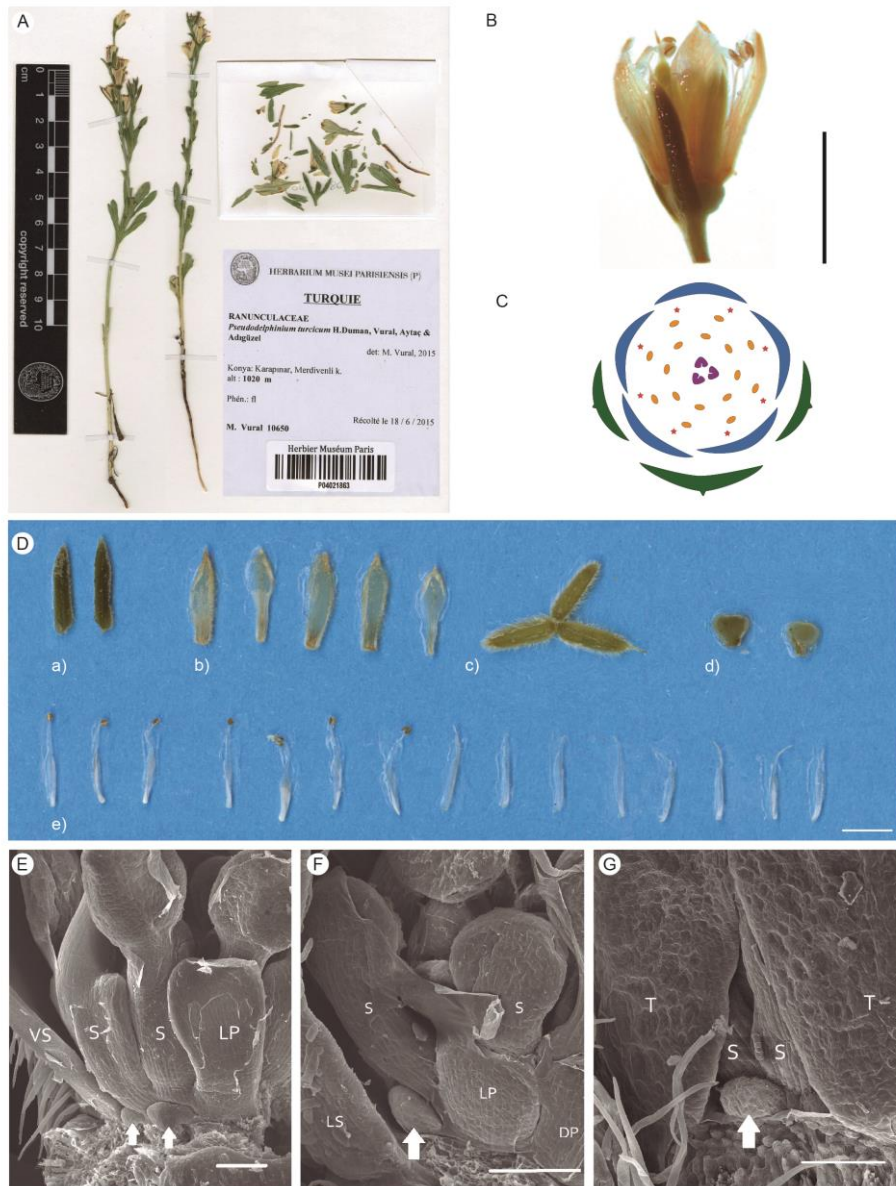 A
0
cm
1
2
3
4
5
6
7
8
9
10
copyright reserved
HERBARIUM MUSEI PARISIENSIS (P)
TURQUIE
RANUNCULACEAE
Pseudodelphinium turcicum H.Duman, Vural, Aytaç &
Adıgüzel
det: M. Vural, 2015
Konya: Karapınar, Merdivenli k.
alt : 1020 m
Phén.: fl
Récolté le 18 / 6 / 2015
M. Vural 10650
Herbier Muséum Paris
P04021863
B
C
D
a)
b)
c)
d)
e)
E
VS
S
S
LP
F
S
S
LS
LP
DP
G
T
T
S
S